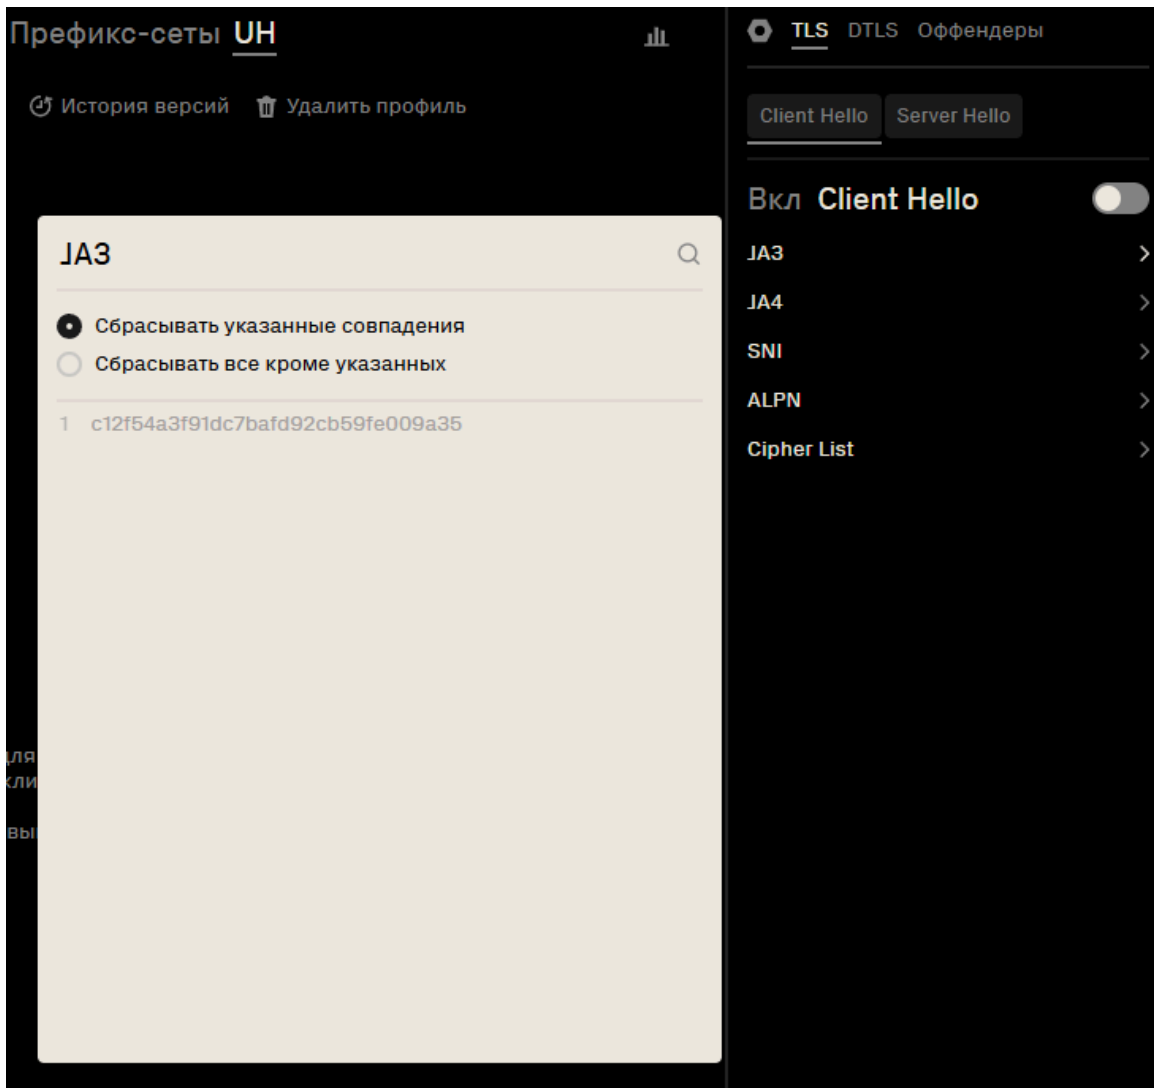 Префикс-сеты UH
История версий Удалить профиль
JA3
Сбрасывать указанные совпадения
Сбрасывать все кроме указанных
1 c12f54a3f91dc7bafd92cb59fe009a35
TLS DTLS Оффендеры
Client Hello Server Hello
Вкл Client Hello
JA3
JA4
SNI
ALPN
Cipher List